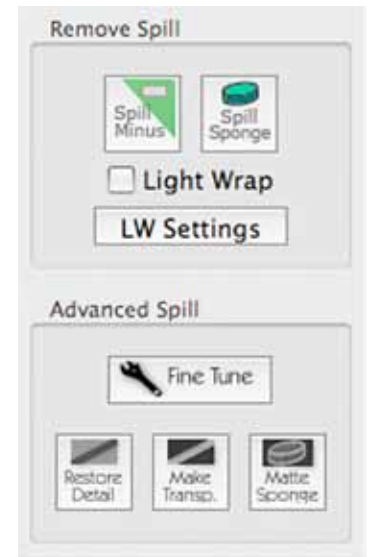 Remove Spill
Spill Spill
Minus Sponge
Light Wrap
LW Settings
Advanced Spill
Fine Tune
Restore Make Matte
Detail Transp. Sponge